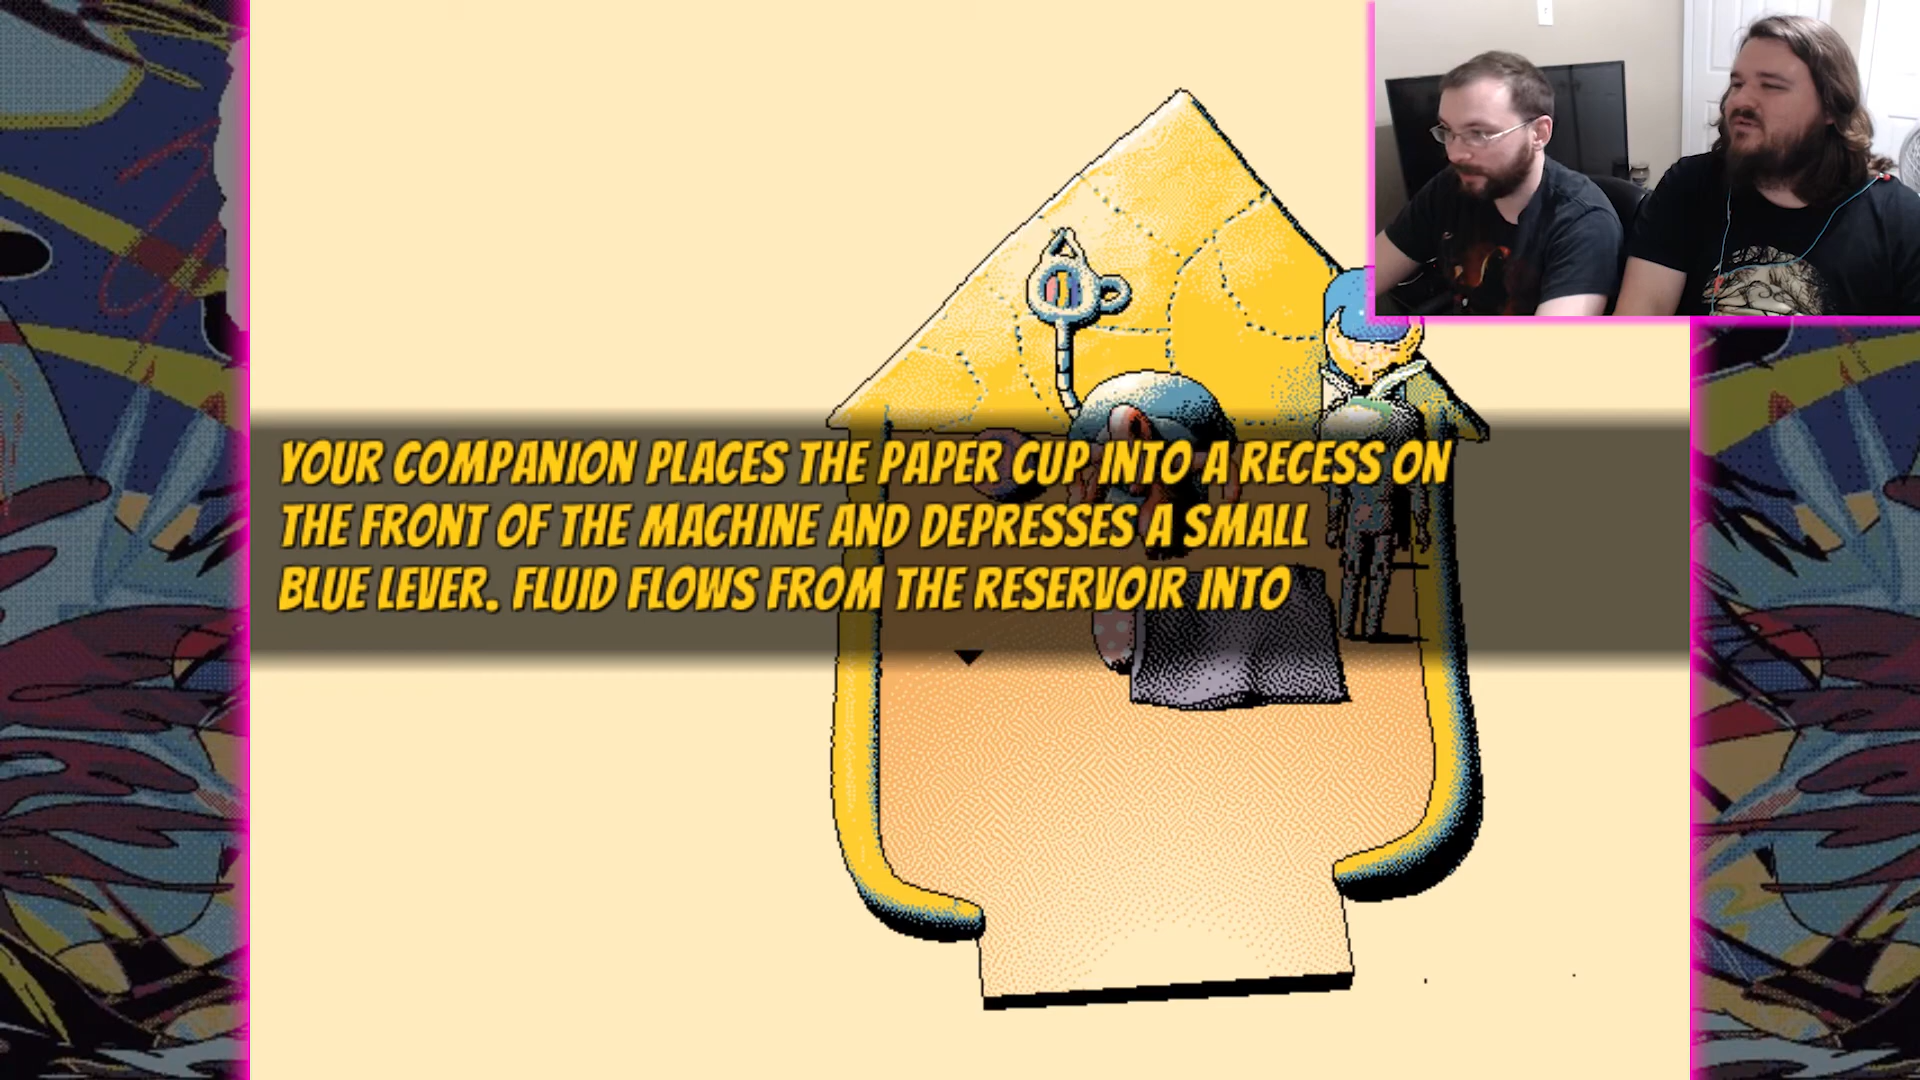 YOUR COMPANION PLACES THE PAPER CUP INTO A RECESS ON
THE FRONT OF THE MACHINE AND DEPRESSES A SMALL
BLUE LEVER. FLUID FLOWS FROM THE RESERVOIR INTO